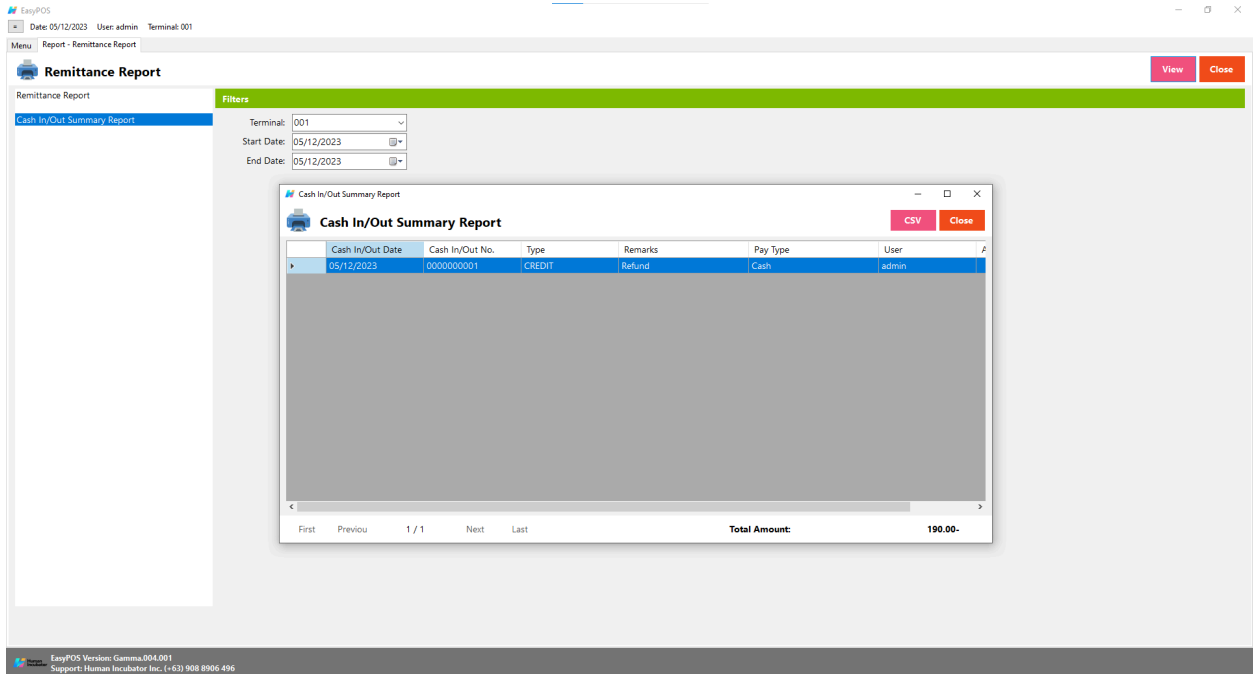 EasyPOS
Date: 05/12/2023 User: admin Terminal: 001
Menu Report - Remittance Report
Remittance Report View Close
Remittance Report
Cash In/Out Summary Report
Filters
Terminal: 001
Start Date: 05/12/2023
End Date: 05/12/2023
Cash In/Out Summary Report
Cash In/Out Summary Report CSV Close
Cash In/Out Date Cash In/Out No. Type Remarks Pay Type User A
05/12/2023 0000000001 CREDIT Refund Cash admin
First Previou 1 / 1 Next Last Total Amount: 190.00-
Human Incubator
EasyPOS Version: Gamma.004.001
Support: Human Incubator Inc. (+63) 908 8906 496